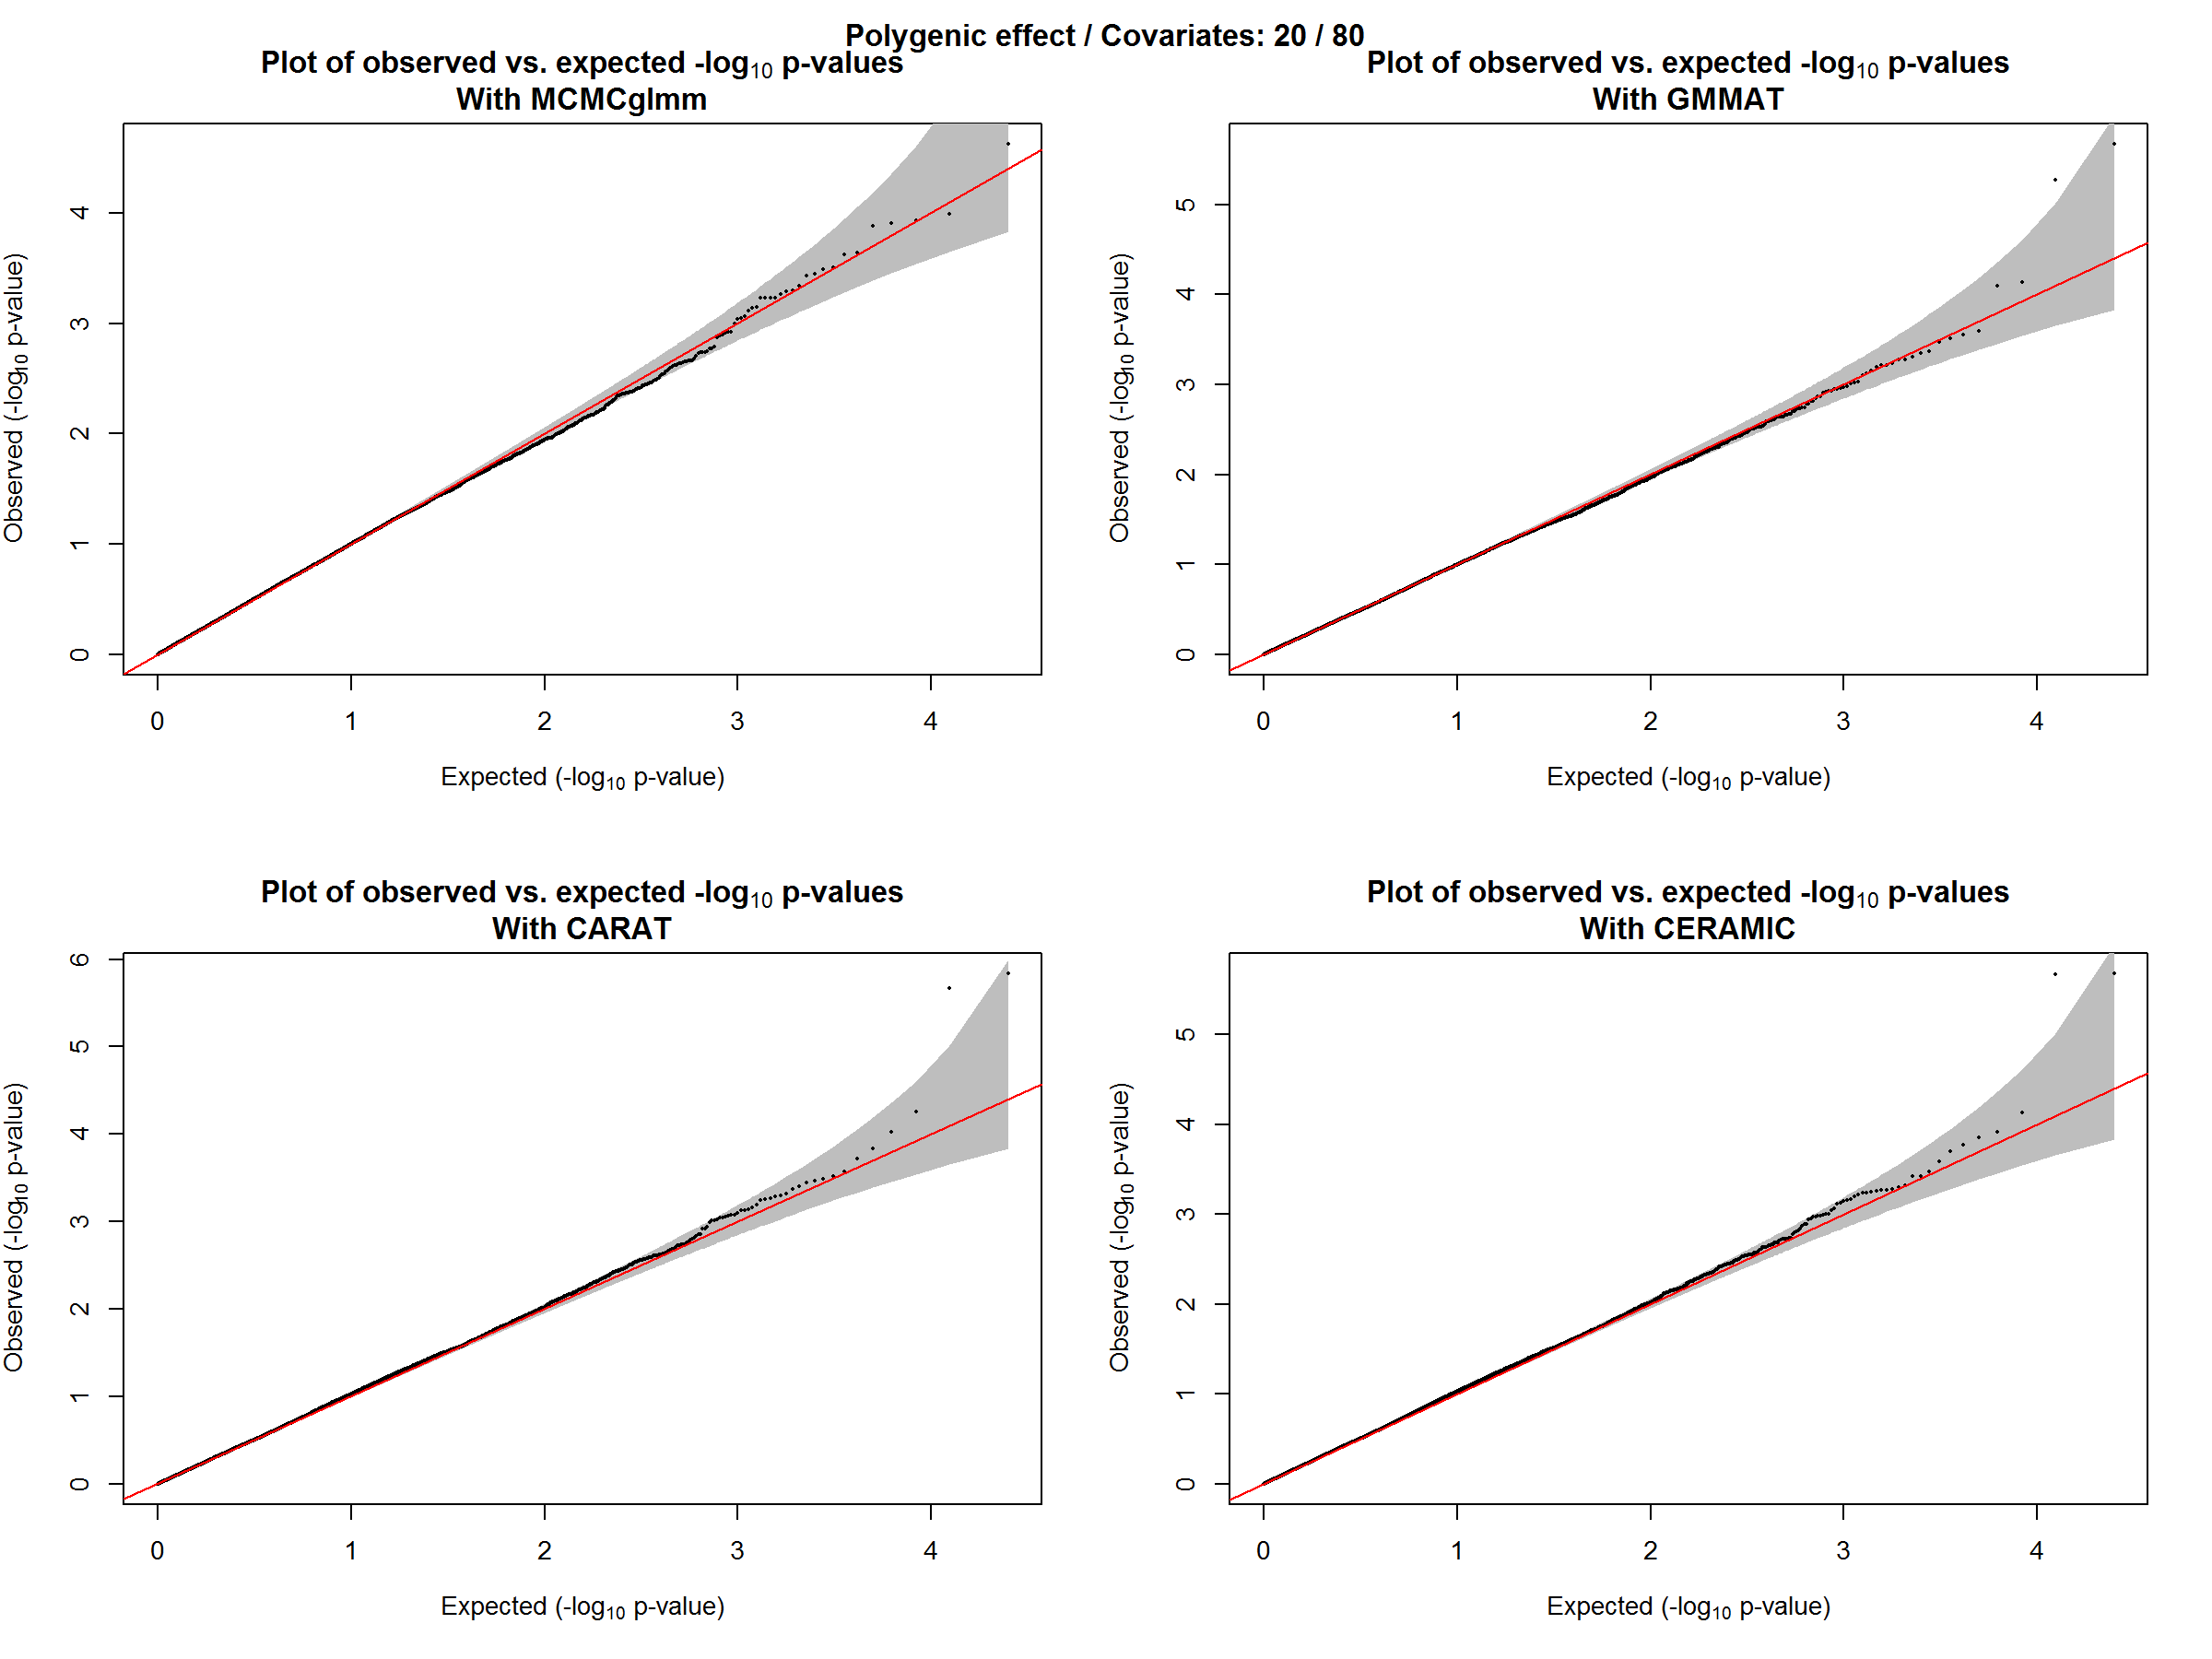 Polygenic effect / Covariates: 20 / 80
Plot of observed vs. expected -log10 p-values
With MCMCglmm
Observed (-log10 p-value)
4
3
2
1
0
0 1 2 3 4
Expected (-log10 p-value)
Plot of observed vs. expected -log10 p-values
With GMMAT
Observed (-log10 p-value)
5
4
3
2
1
0
0 1 2 3 4
Expected (-log10 p-value)
Plot of observed vs. expected -log10 p-values
With CARAT
Observed (-log10 p-value)
6
5
4
3
2
1
0
0 1 2 3 4
Expected (-log10 p-value)
Plot of observed vs. expected -log10 p-values
With CERAMIC
Observed (-log10 p-value)
5
4
3
2
1
0
0 1 2 3 4
Expected (-log10 p-value)